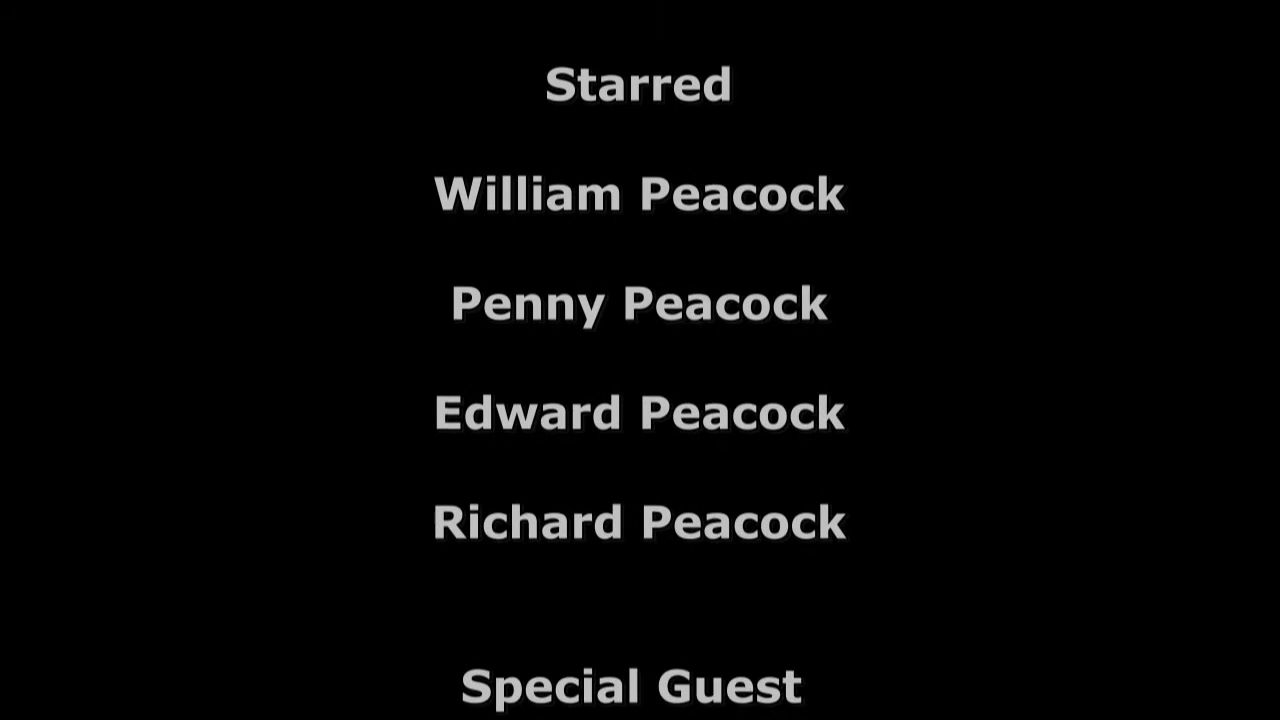 Starred
William Peacock
Penny Peacock
Edward Peacock
Richard Peacock
Special Guest